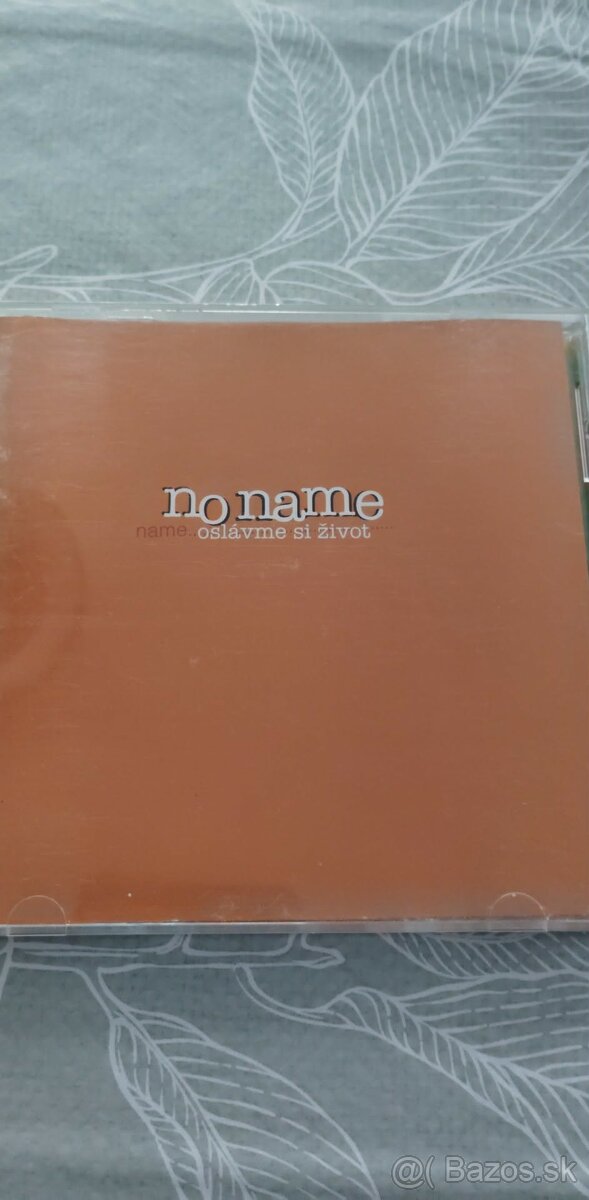 no name
name.. oslávme si život
@( Bazos.sk